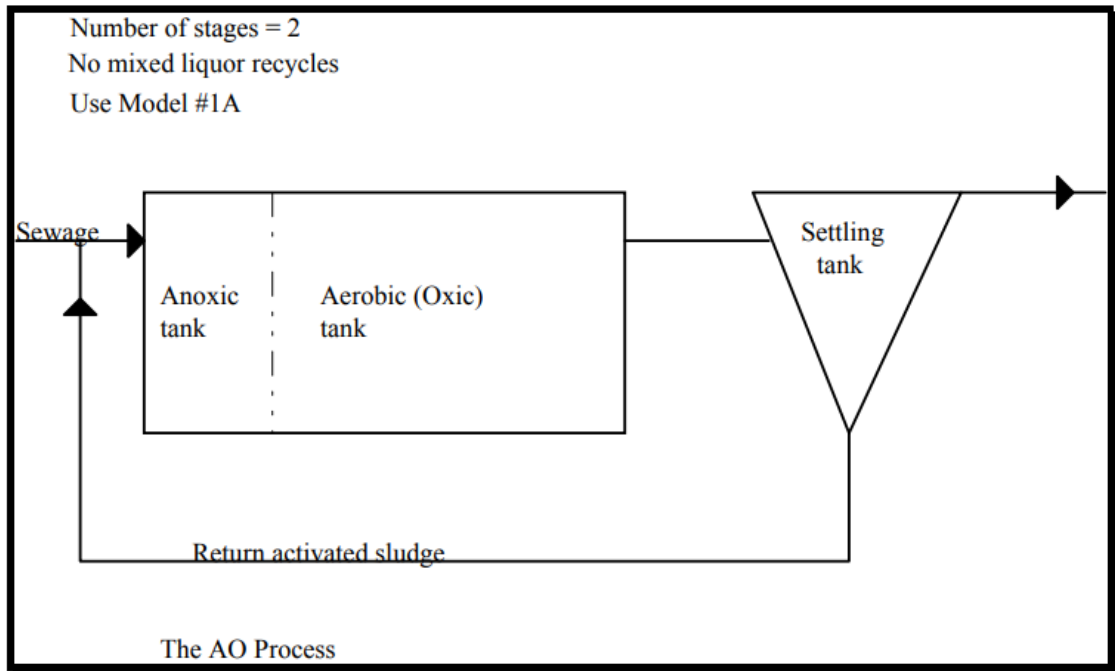 Number of stages = 2
No mixed liquor recycles
Use Model #1A
Sewage
Anoxic
tank
Aerobic (Oxic)
tank
Settling
tank
Return activated sludge
The AO Process